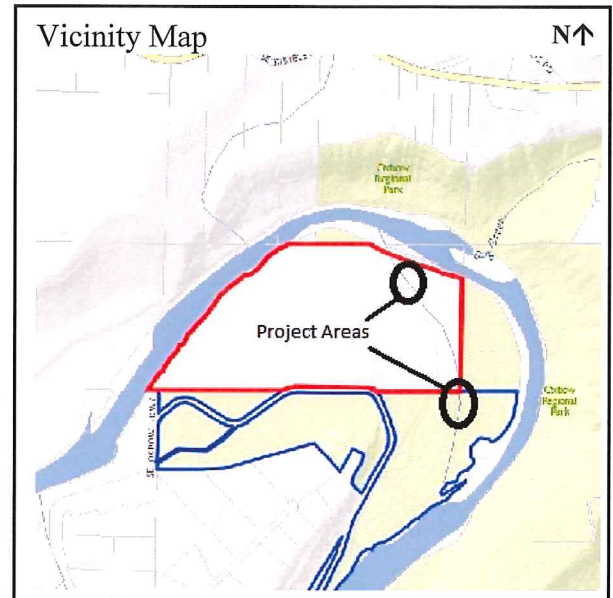 Vicinity Map
N↑
Oxbow
Regional
Park
Project Areas
Oxbow
Regional
Park